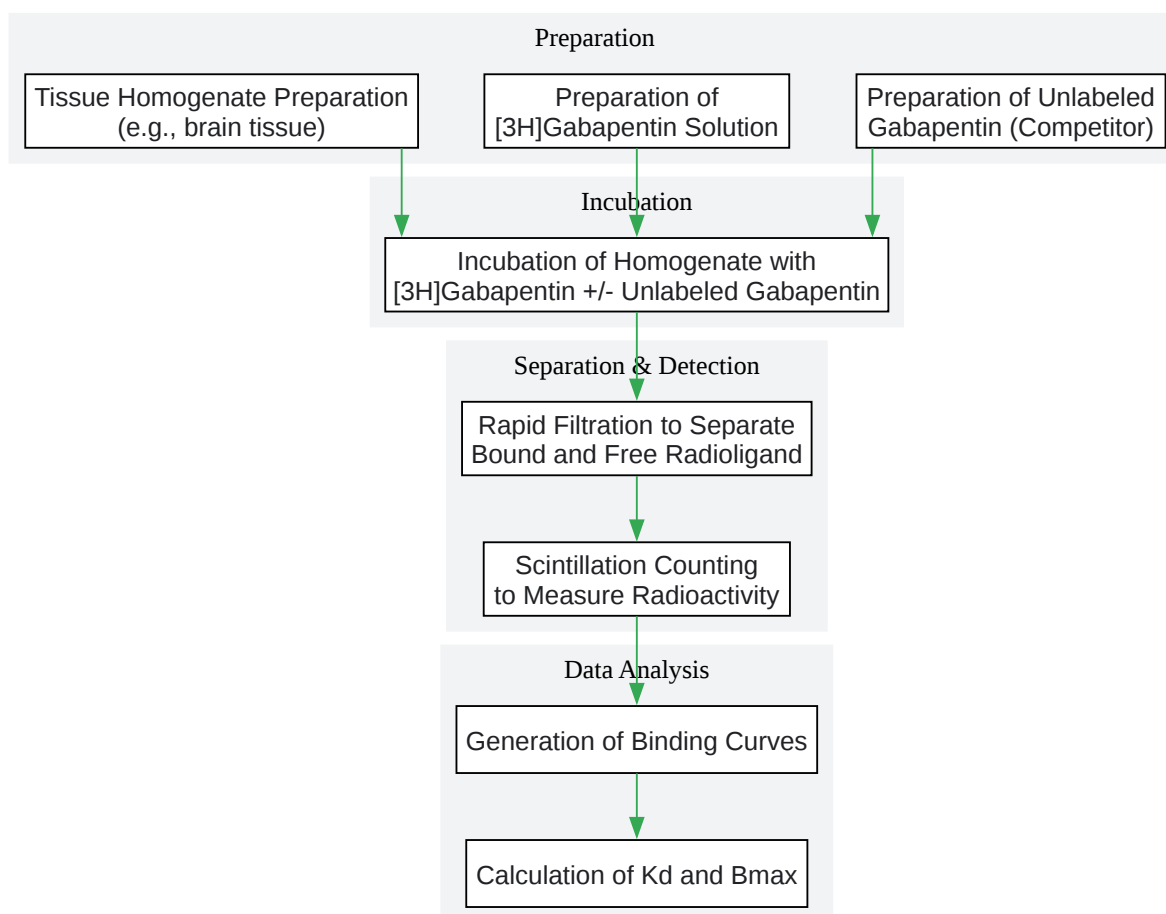 Preparation
Tissue Homogenate Preparation
(e.g., brain tissue)
Preparation of
[3H]Gabapentin Solution
Preparation of Unlabeled
Gabapentin (Competitor)
Incubation
Incubation of Homogenate with
[3H]Gabapentin +/- Unlabeled Gabapentin
Separation & Detection
Rapid Filtration to Separate
Bound and Free Radioligand
Scintillation Counting
to Measure Radioactivity
Data Analysis
Generation of Binding Curves
Calculation of Kd and Bmax